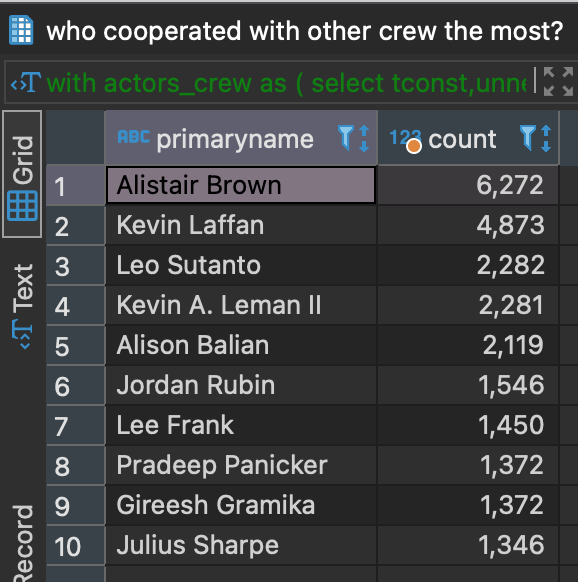 who cooperated with other crew the most?
with actors_crew as ( select tconst,unne
Grid
Text
Record
ABC primaryname
123 count
1 Alistair Brown 6,272
2 Kevin Laffan 4,873
3 Leo Sutanto 2,282
4 Kevin A. Leman II 2,281
5 Alison Balian 2,119
6 Jordan Rubin 1,546
7 Lee Frank 1,450
8 Pradeep Panicker 1,372
9 Gireesh Gramika 1,372
10 Julius Sharpe 1,346